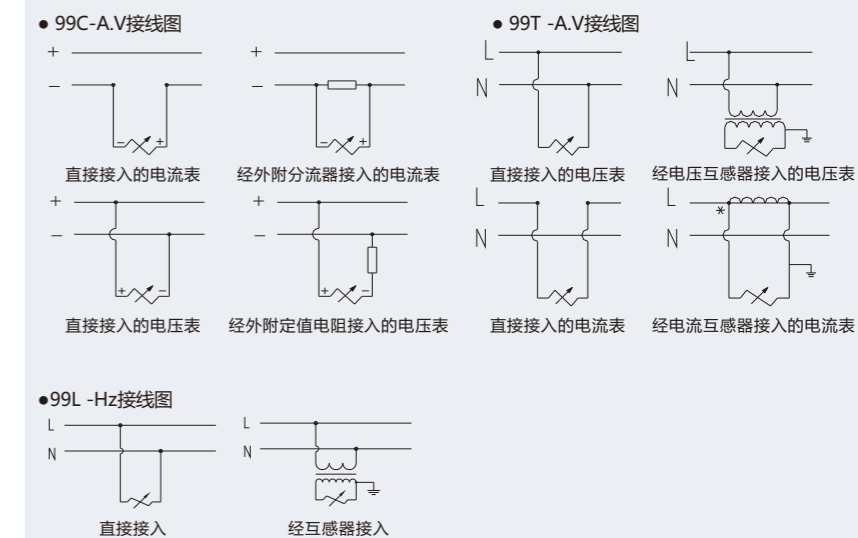 ● 99C-A.V接线图
+
−
− +
直接接入的电流表
+
−
− +
经外附分流器接入的电流表
+
−
+ −
直接接入的电压表
+
−
+ −
经外附定值电阻接入的电压表
● 99T -A.V接线图
L
N
直接接入的电压表
L
N
经电压互感器接入的电压表
L
N
直接接入的电流表
L
*
N
经电流互感器接入的电流表
●99L -Hz接线图
L
N
直接接入
L
N
经互感器接入